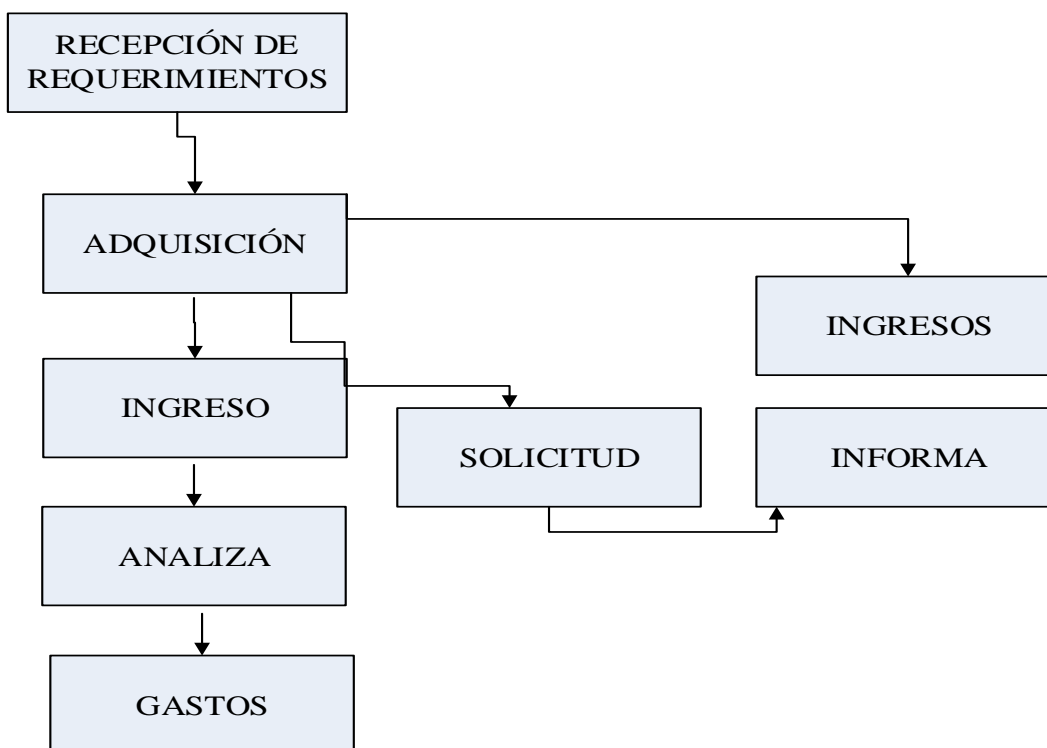 RECEPCIÓN DE
REQUERIMIENTOS
ADQUISICIÓN
INGRESOS
INGRESO
SOLICITUD
INFORMA
ANALIZA
GASTOS